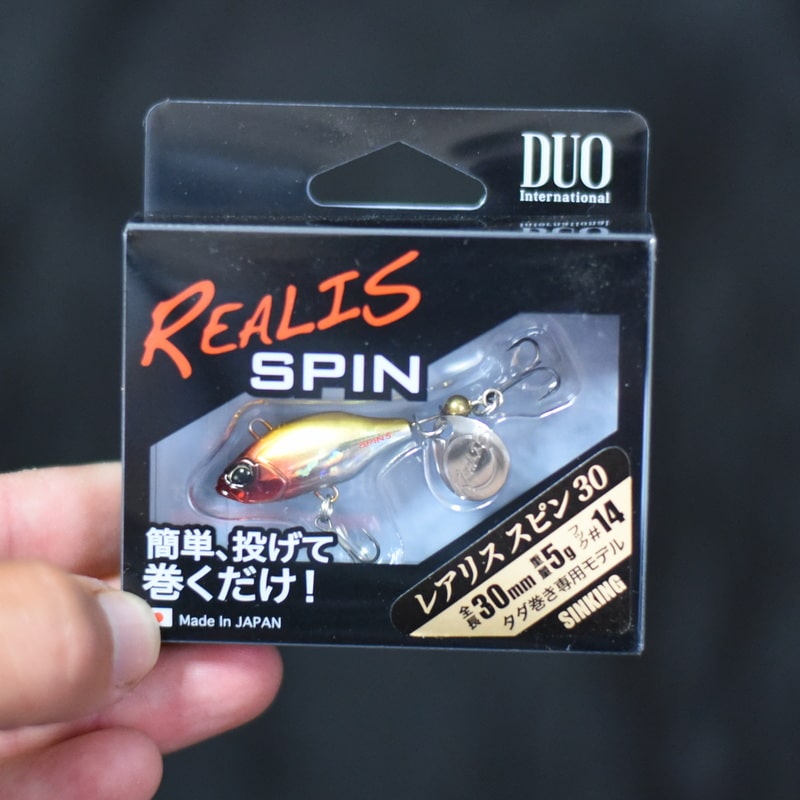 DUO
International
REALIS
SPIN
簡単、投げて
巻くだけ!
Made In JAPAN
レアリス スピン 30
全長30mm 重量5g フック#14
タダ巻き専用モデル
SINKING